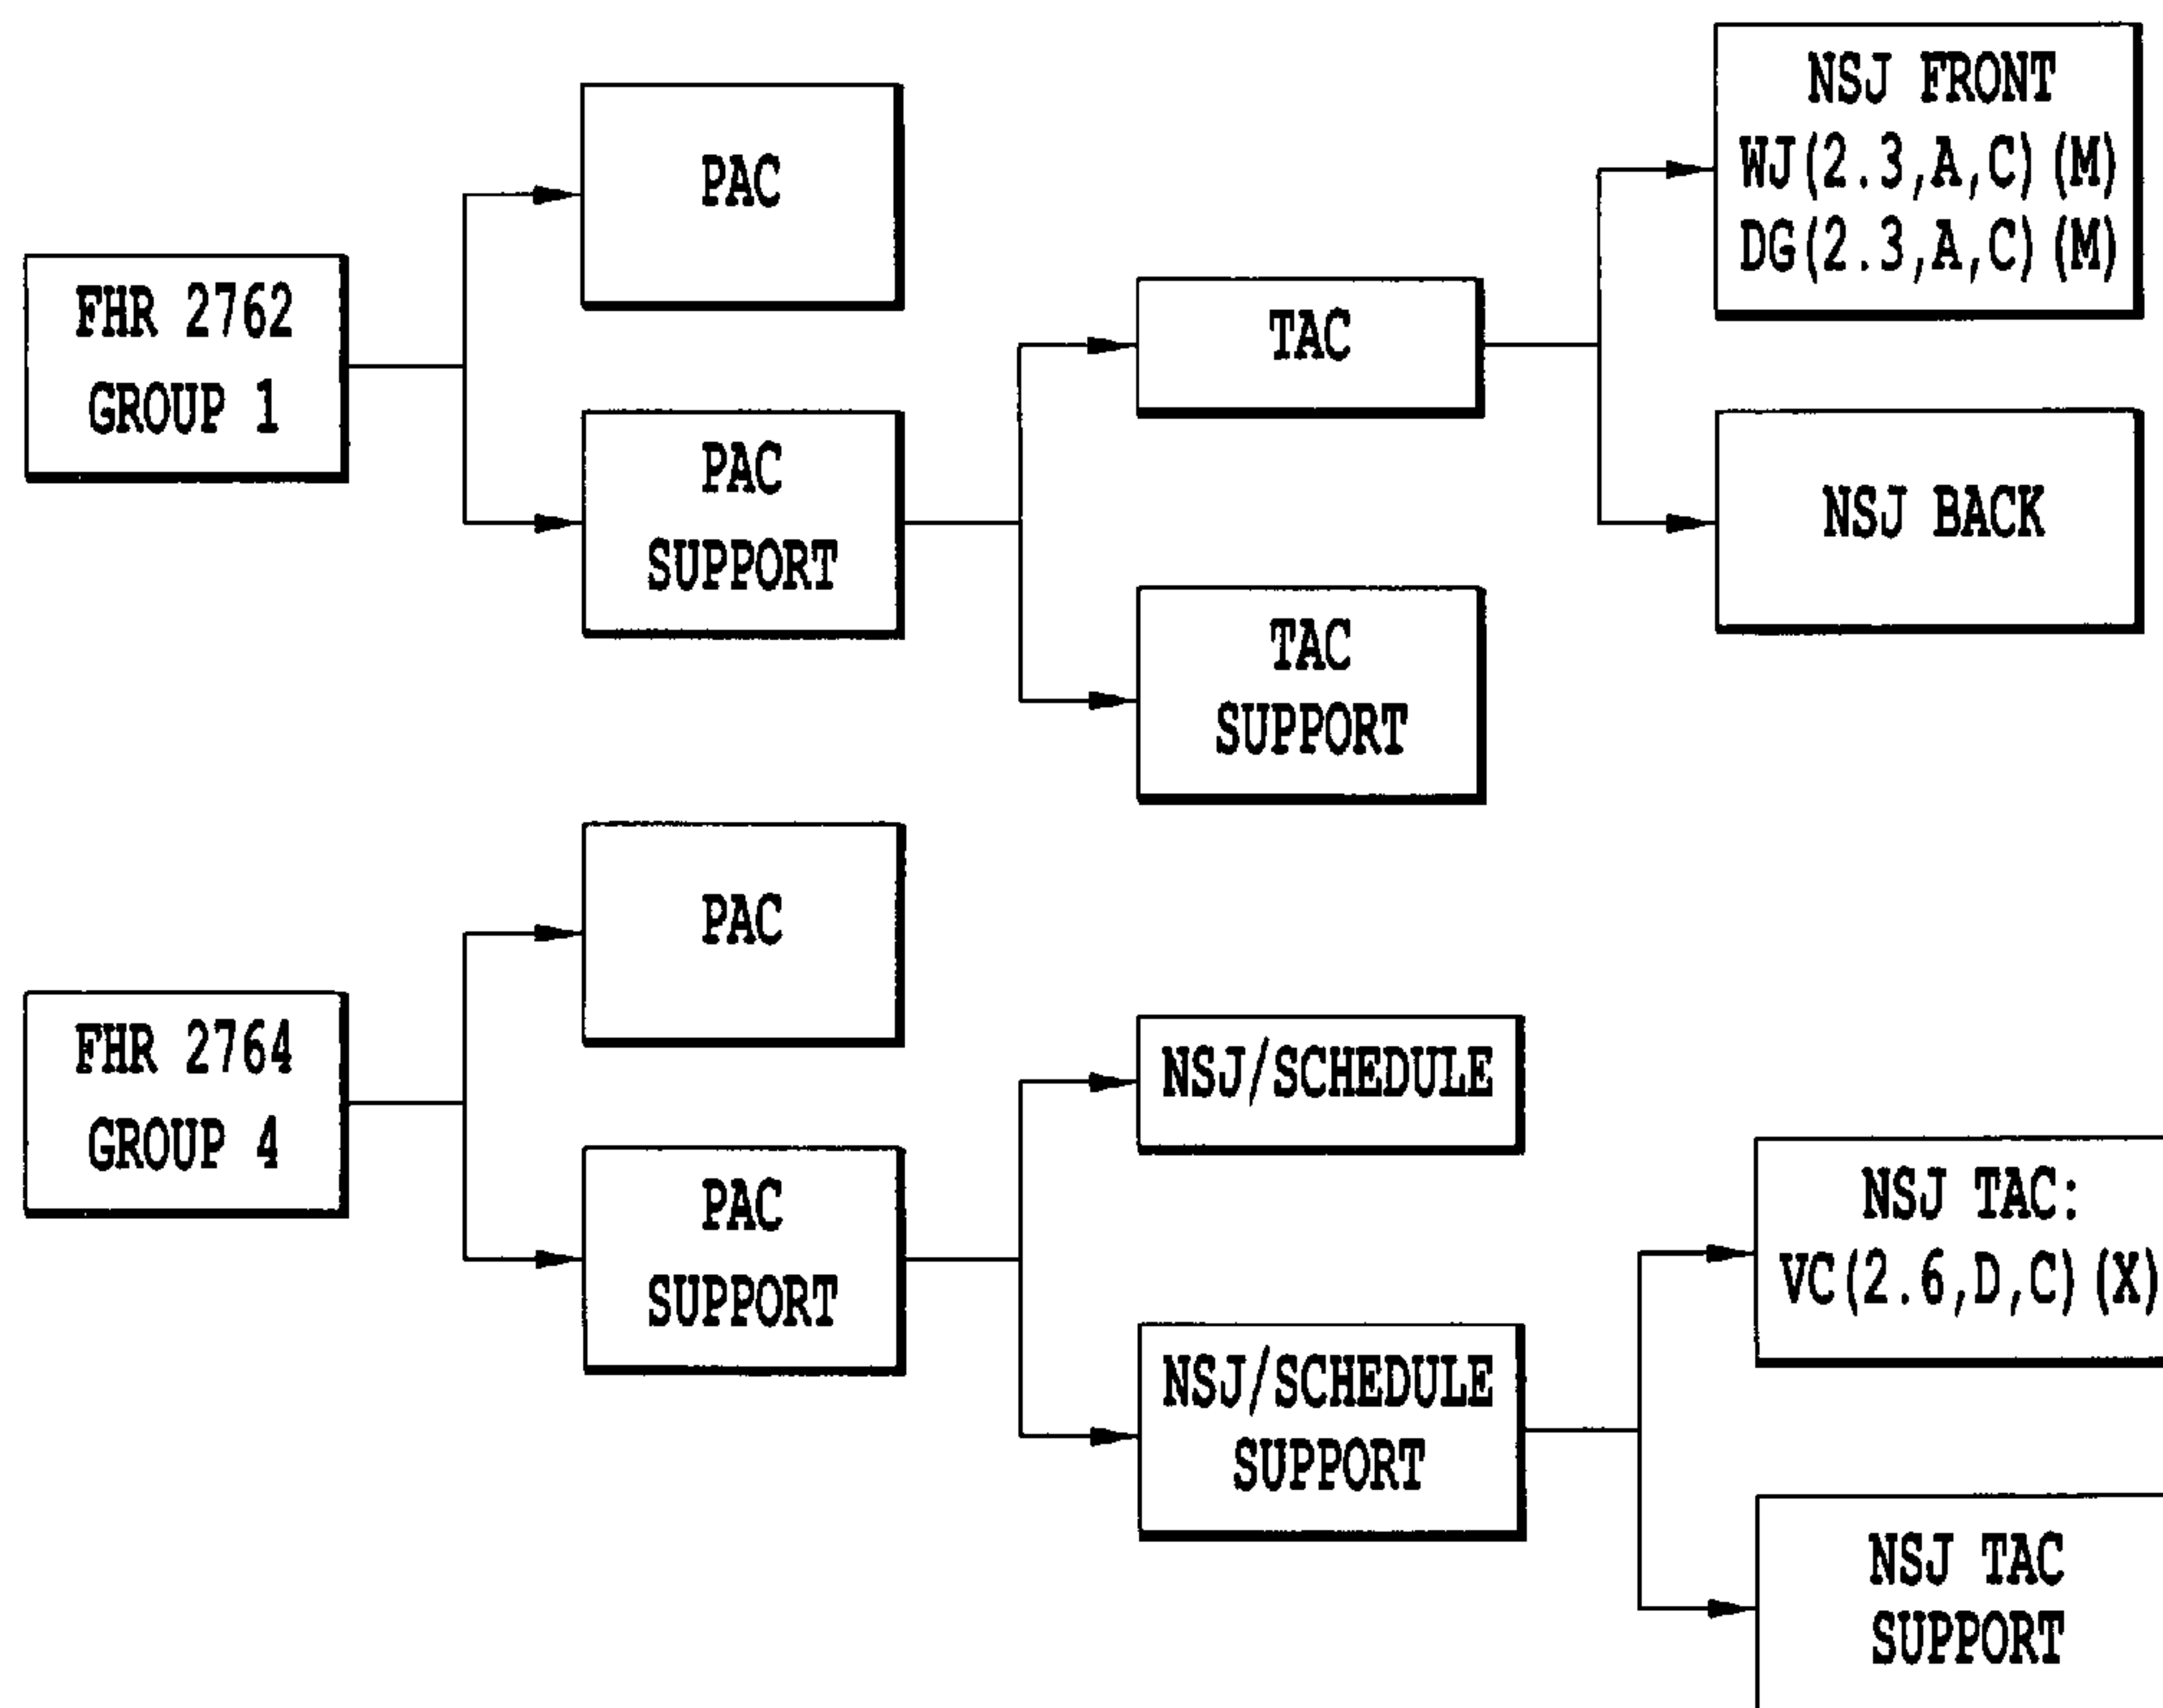 FHR 2762
GROUP 1
PAC
PAC
SUPPORT
TAC
TAC
SUPPORT
NSJ FRONT
WJ(2.3,A,C)(M)
DG(2.3,A,C)(M)
NSJ BACK
FHR 2764
GROUP 4
PAC
PAC
SUPPORT
NSJ/SCHEDULE
NSJ/SCHEDULE
SUPPORT
NSJ TAC:
VC(2.6,D,C)(X)
NSJ TAC
SUPPORT